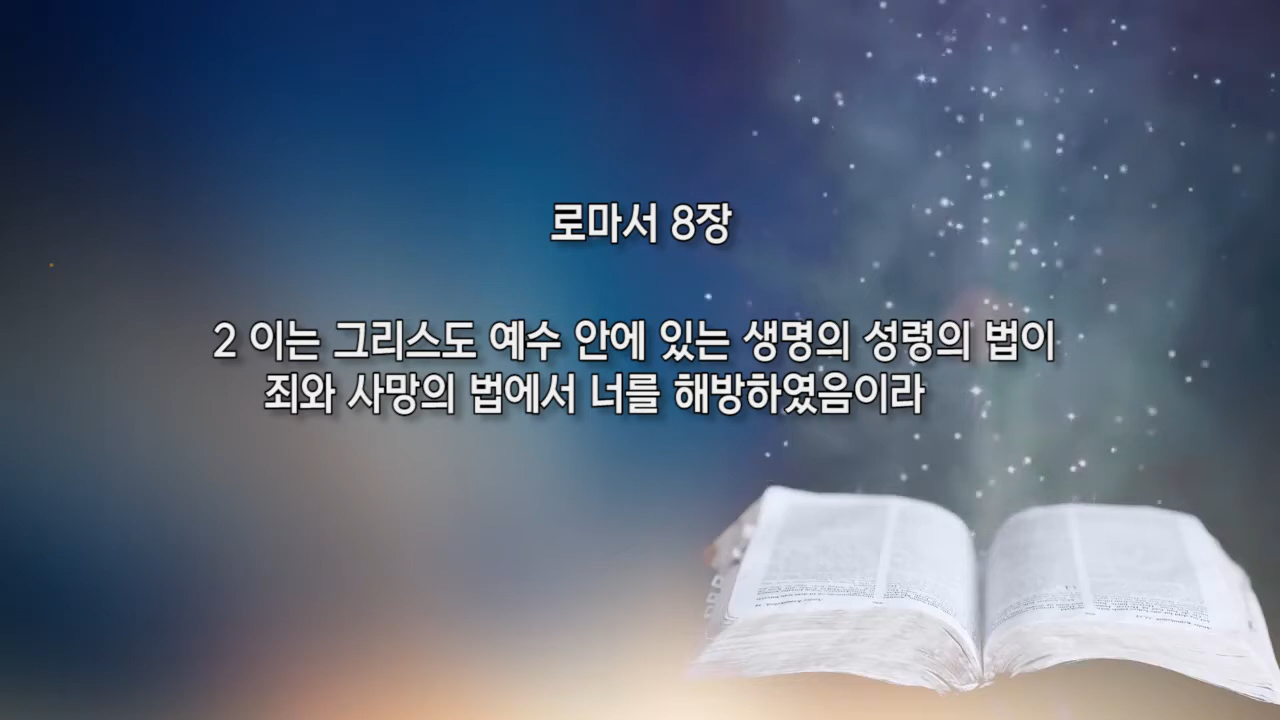 로마서 8장
2 이는 그리스도 예수 안에 있는 생명의 성령의 법이
죄와 사망의 법에서 너를 해방하였음이라